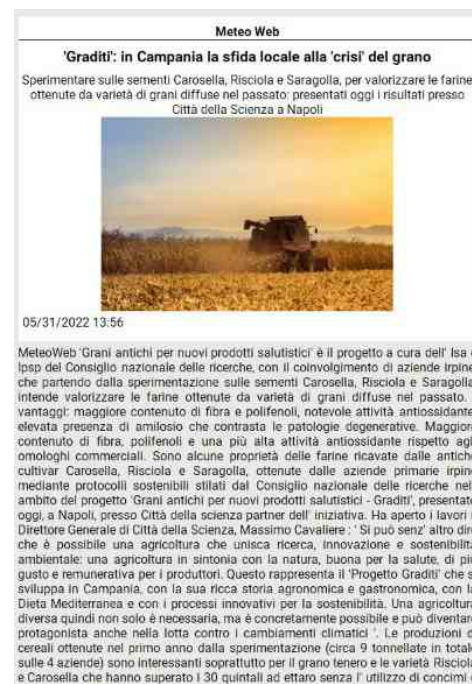 Meteo Web
'Graditi': in Campania la sfida locale alla 'crisi' del grano
Sperimentare sulle sementi Carosella, Risciola e Saragolla, per valorizzare le farine
ottenute da varietà di grani diffuse nel passato: presentati oggi i risultati presso
Città della Scienza a Napoli
05/31/2022 13:56
MeteoWeb 'Grani antichi per nuovi prodotti salutistici' è il progetto a cura dell' Isa e
Ipsp del Consiglio nazionale delle ricerche, con il coinvolgimento di aziende irpine
che partendo dalla sperimentazione sulle sementi Carosella, Risciola e Saragolla
intende valorizzare le farine ottenute da varietà di grani diffuse nel passato.
vantaggi: maggiore contenuto di fibra e polifenoli, notevole attività antiossidante
elevata presenza di amilosio che contrasta le patologie degenerative. Maggiore
contenuto di fibra, polifenoli e una più alta attività antiossidante rispetto agl
omologhi commerciali. Sono alcune proprietà delle farine ricavate dalle antiche
cultivar Carosella, Risciola e Saragolla, ottenute dalle aziende primarie irpine
mediante protocolli sostenibili stilati dal Consiglio nazionale delle ricerche nell
ambito del progetto 'Grani antichi per nuovi prodotti salutistici - Graditi', presentato
oggi, a Napoli, presso Città della scienza partner dell' iniziativa. Ha aperto i lavori i
Direttore Generale di Città della Scienza, Massimo Cavaliere : ' Si può senz' altro dire
che è possibile una agricoltura che unisca ricerca, innovazione e sostenibilità
ambientale: una agricoltura in sintonia con la natura, buona per la salute, di più
gusto e remunerativa per i produttori. Questo rappresenta il 'Progetto Graditi' che s
sviluppa in Campania, con la sua ricca storia agronomica e gastronomica, con la
Dieta Mediterranea e con i processi innovativi per la sostenibilità. Una agricoltura
diversa quindi non solo è necessaria, ma è concretamente possibile e può diventare
protagonista anche nella lotta contro i cambiamenti climatici '. Le produzioni d
cereali ottenute nel primo anno dalla sperimentazione (circa 9 tonnellate in totale
sulle 4 aziende) sono interessanti soprattutto per il grano tenero e le varietà Risciola
e Carosella che hanno superato i 30 quintali ad ettaro senza l' utilizzo di concimi e